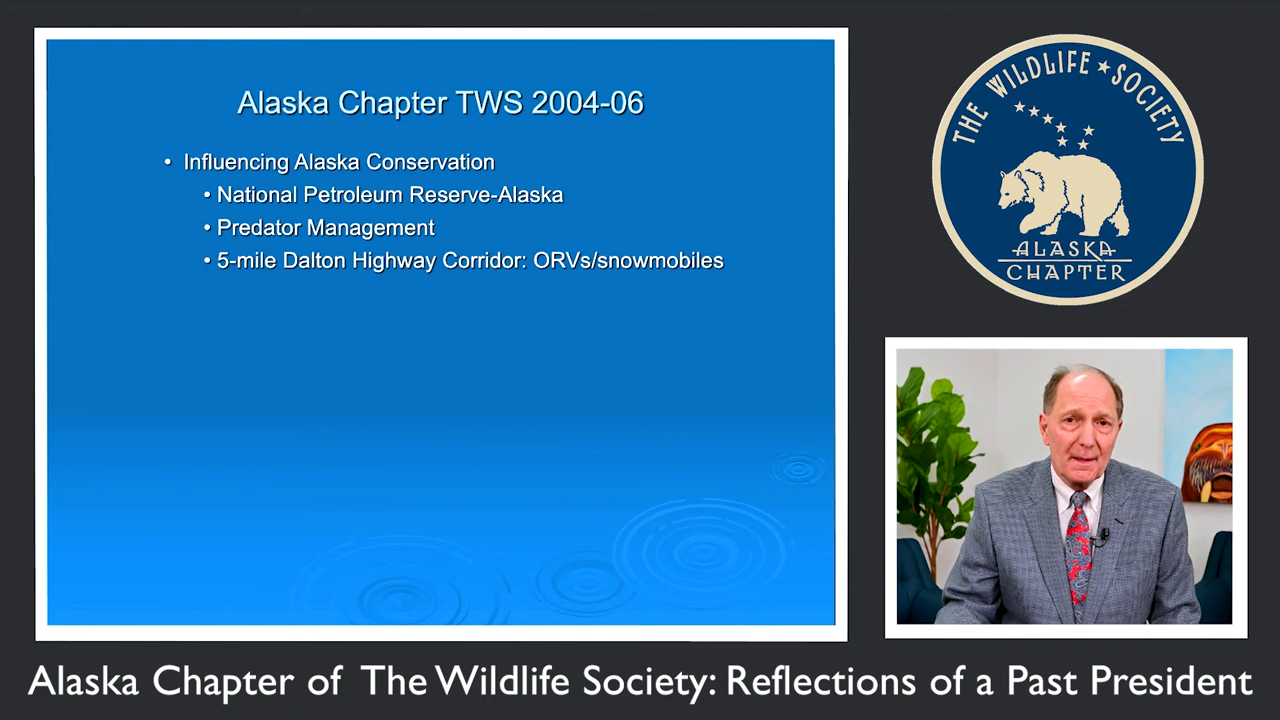 Alaska Chapter TWS 2004-06
• Influencing Alaska Conservation
• National Petroleum Reserve-Alaska
• Predator Management
• 5-mile Dalton Highway Corridor: ORVs/snowmobiles
THE WILDLIFE ★ SOCIETY
ALASKA
CHAPTER
Alaska Chapter of The Wildlife Society: Reflections of a Past President